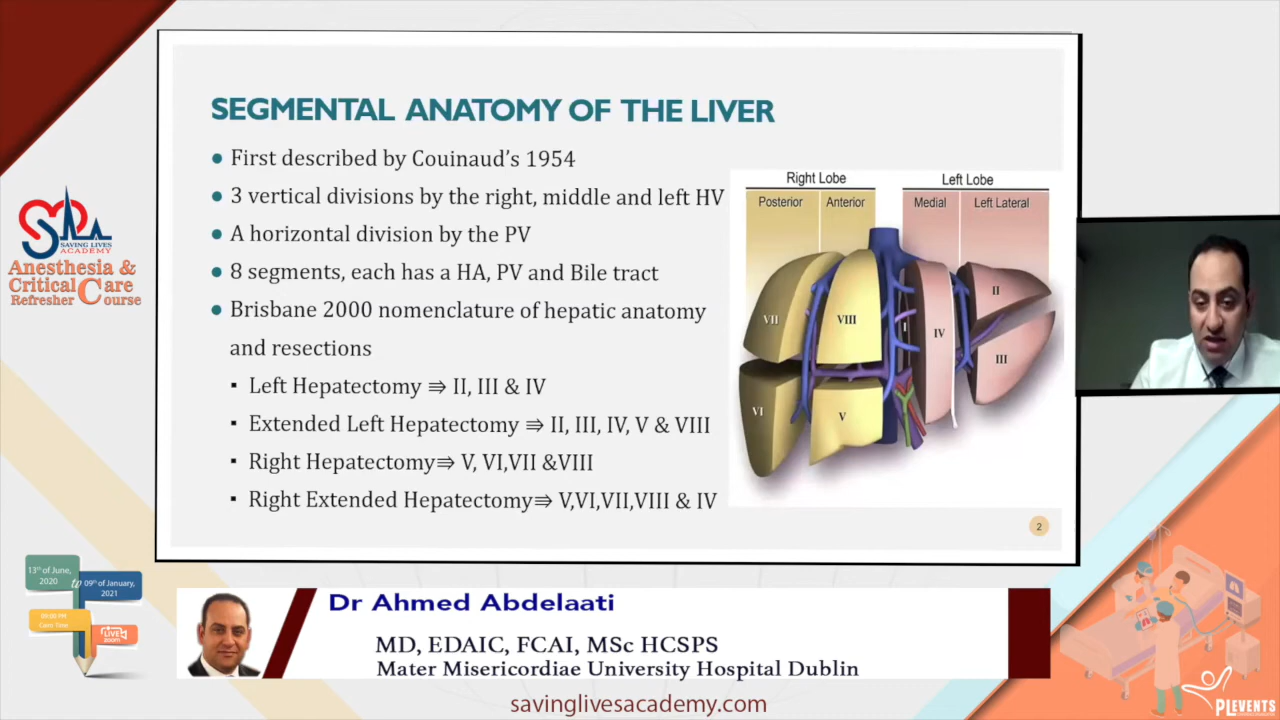 SEGMENTAL ANATOMY OF THE LIVER
• First described by Couinaud's 1954
• 3 vertical divisions by the right, middle and left HV
• A horizontal division by the PV
• 8 segments, each has a HA, PV and Bile tract
• Brisbane 2000 nomenclature of hepatic anatomy
and resections
▪ Left Hepatectomy ⇛ II, III & IV
▪ Extended Left Hepatectomy ⇛ II, III, IV, V & VIII
▪ Right Hepatectomy⇛ V, VI,VII &VIII
▪ Right Extended Hepatectomy⇛ V,VI,VII,VIII & IV
Right Lobe
Left Lobe
Posterior
Anterior
Medial
Left Lateral
VII
VIII
I
IV
II
III
VI
V
2
SAVING LIVES
ACADEMY
Anesthesia &
Critical Care
Refresher Course
13th of June,
2020
to
09th of January,
2021
Cairo Time
LIVE
zoom
Dr Ahmed Abdelaati
MD, EDAIC, FCAI, MSc HCSPS
Mater Misericordiae University Hospital Dublin
savinglivesacademy.com
PLEVENTS